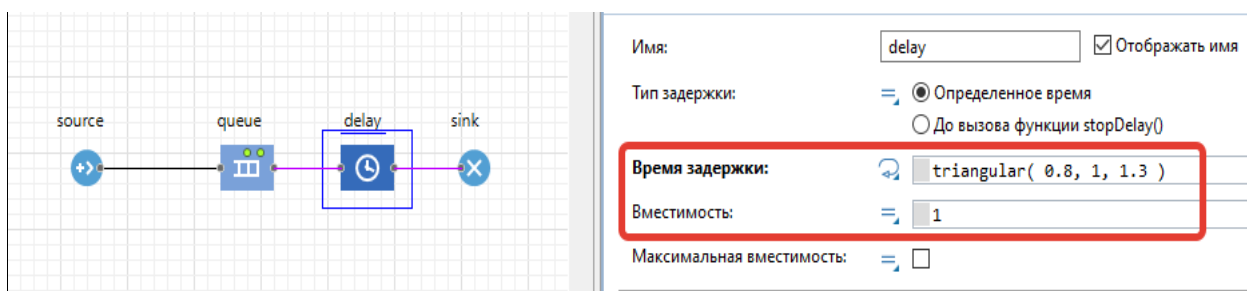 source
queue
delay
sink
Имя:
delay
Отображать имя
Тип задержки:
Определенное время
До вызова функции stopDelay()
Время задержки:
triangular( 0.8, 1, 1.3 )
Вместимость:
1
Максимальная вместимость: